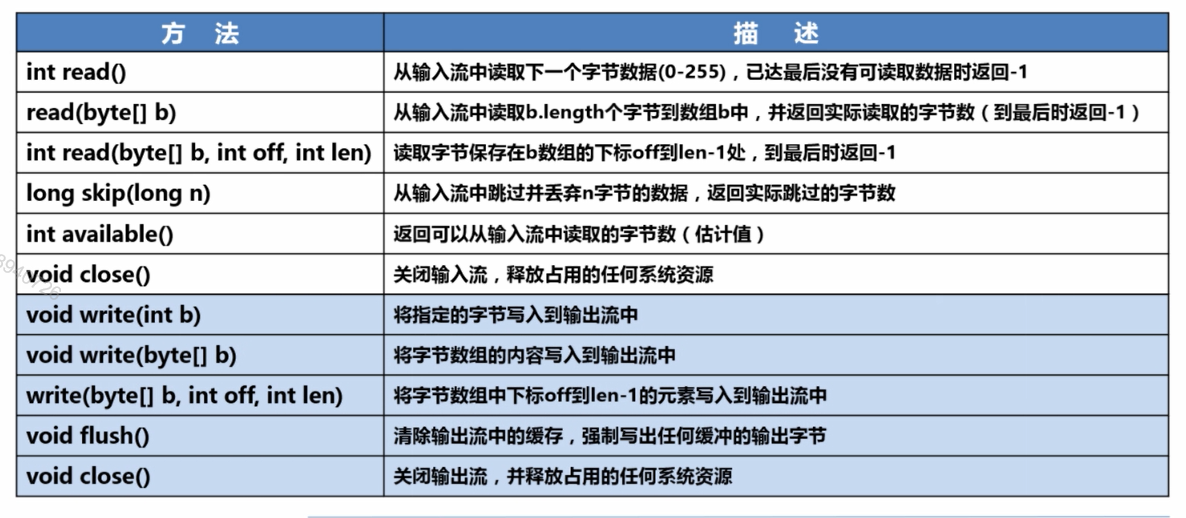 方 法 描 述
int read() 从输入流中读取下一个字节数据(0-255)，已达最后没有可读取数据时返回-1
read(byte[] b) 从输入流中读取b.length个字节到数组b中，并返回实际读取的字节数（到最后时返回-1）
int read(byte[] b, int off, int len) 读取字节保存在b数组的下标off到len-1处，到最后时返回-1
long skip(long n) 从输入流中跳过并丢弃n字节的数据，返回实际跳过的字节数
int available() 返回可以从输入流中读取的字节数（估计值）
void close() 关闭输入流，释放占用的任何系统资源
void write(int b) 将指定的字节写入到输出流中
void write(byte[] b) 将字节数组的内容写入到输出流中
write(byte[] b, int off, int len) 将字节数组中下标off到len-1的元素写入到输出流中
void flush() 清除输出流中的缓存，强制写出任何缓冲的输出字节
void close() 关闭输出流，并释放占用的任何系统资源